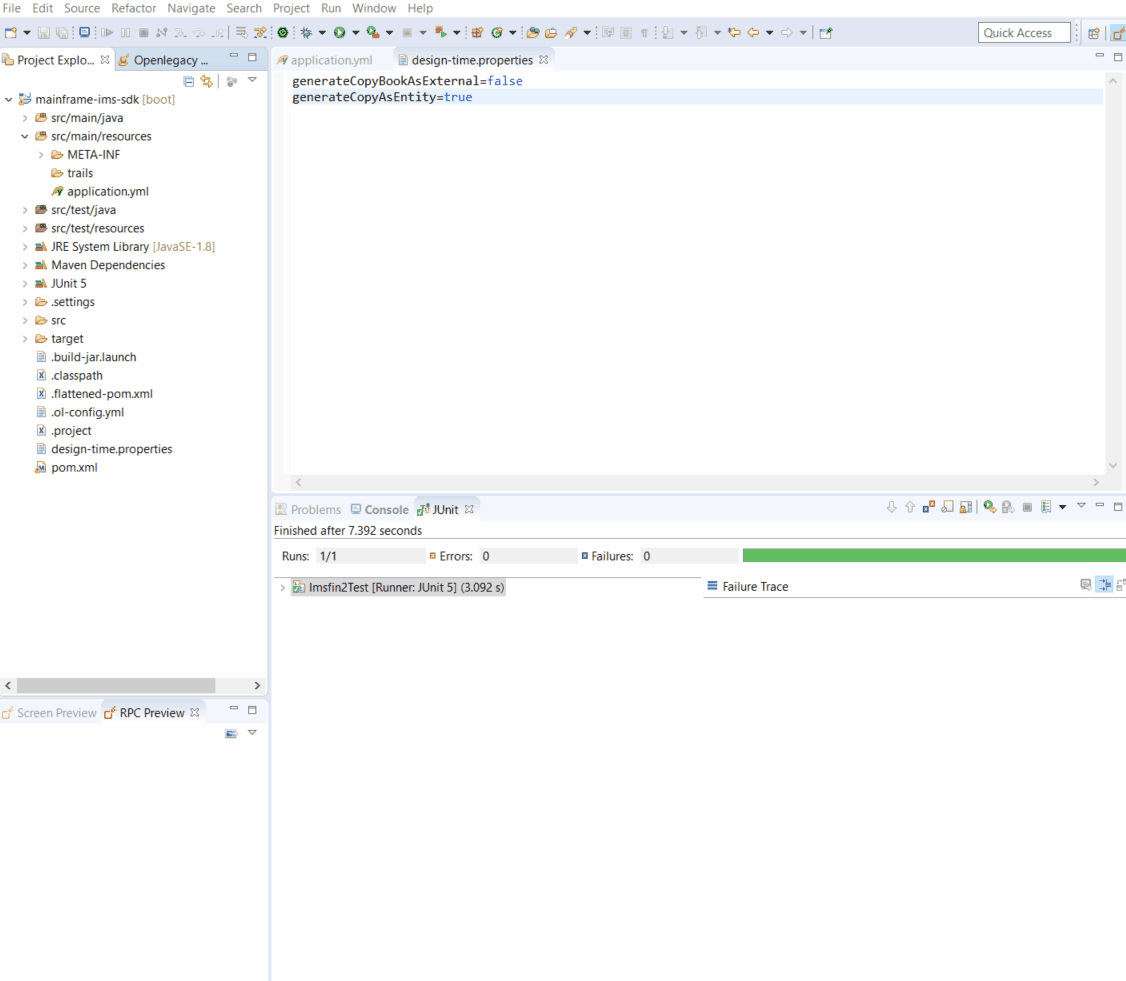 File Edit Source Refactor Navigate Search Project Run Window Help
Quick Access
Project Explo...
Openlegacy ...
mainframe-ims-sdk [boot]
src/main/java
src/main/resources
META-INF
trails
application.yml
src/test/java
src/test/resources
JRE System Library [JavaSE-1.8]
Maven Dependencies
JUnit 5
.settings
src
target
.build-jar.launch
.classpath
.flattened-pom.xml
.ol-config.yml
.project
design-time.properties
pom.xml
application.yml
design-time.properties
generateCopyBookAsExternal=false
generateCopyAsEntity=true
Problems Console JUnit
Finished after 7.392 seconds
Runs: 1/1 Errors: 0 Failures: 0
Imsfin2Test [Runner: JUnit 5] (3.092 s)
Failure Trace
Screen Preview RPC Preview